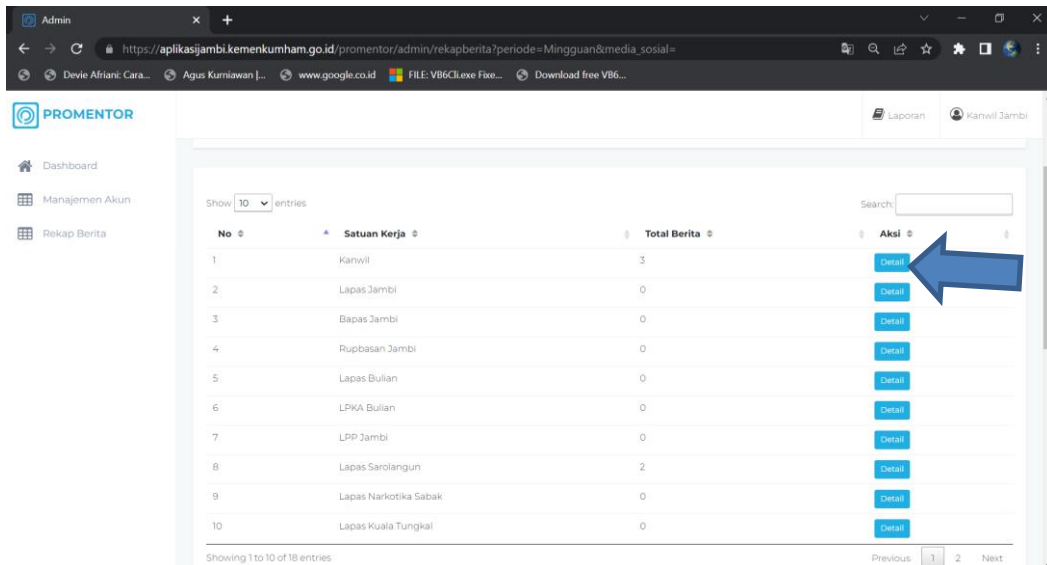 Admin
https://aplikasijambi.kemenkumham.go.id/promentor/admin/rekapberita?periode=Mingguan&media_sosial=
Devie Afriani: Cara... Agus Kurniawan |... www.google.co.id FILE: VB6Cli.exe Fixe... Download free VB6...
PROMENTOR Laporan Kanwil Jambi
Dashboard
Manajemen Akun
Rekap Berita
Show 10 entries Search:
No Satuan Kerja Total Berita Aksi
1 Kanwil 3 Detail
2 Lapas Jambi 0 Detail
3 Bapas Jambi 0 Detail
4 Rupbasan Jambi 0 Detail
5 Lapas Bulian 0 Detail
6 LPKA Bulian 0 Detail
7 LPP Jambi 0 Detail
8 Lapas Sarolangun 2 Detail
9 Lapas Narkotika Sabak 0 Detail
10 Lapas Kuala Tungkal 0 Detail
Showing 1 to 10 of 18 entries Previous 1 2 Next